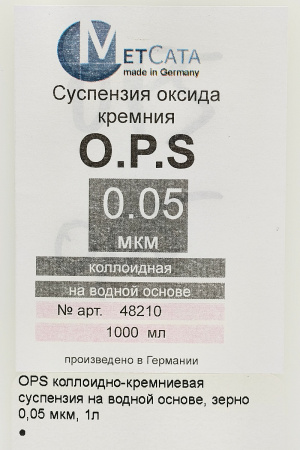 METCATA
made in Germany
Суспензия оксида
кремния
O.P.S
0.05
мкм
коллоидная
на водной основе
№ арт. 48210
1000 мл
произведено в Германии
OPS коллоидно-кремниевая
суспензия на водной основе, зерно
0,05 мкм, 1л